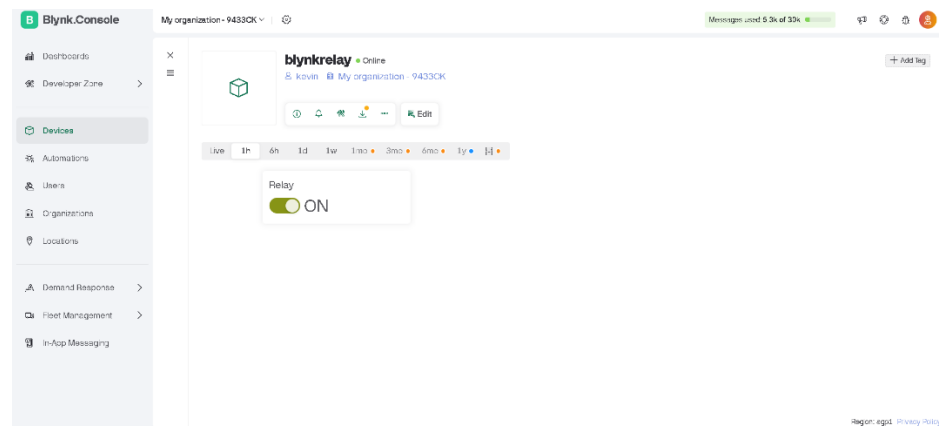 B Blynk.Console
My organization - 9433CK
Messages used 5.3k of 33k
Dashboards
Developer Zone
Devices
Automations
Users
Organizations
Locations
Demand Response
Fleet Management
In-App Messaging
blynkrelay Online
kevin My organization - 9433CK
Add Tag
Edit
Live 1h 6h 1d 1w 1mo 3mo 6mo 1y
Relay
ON
Region: sgp1 Privacy Policy